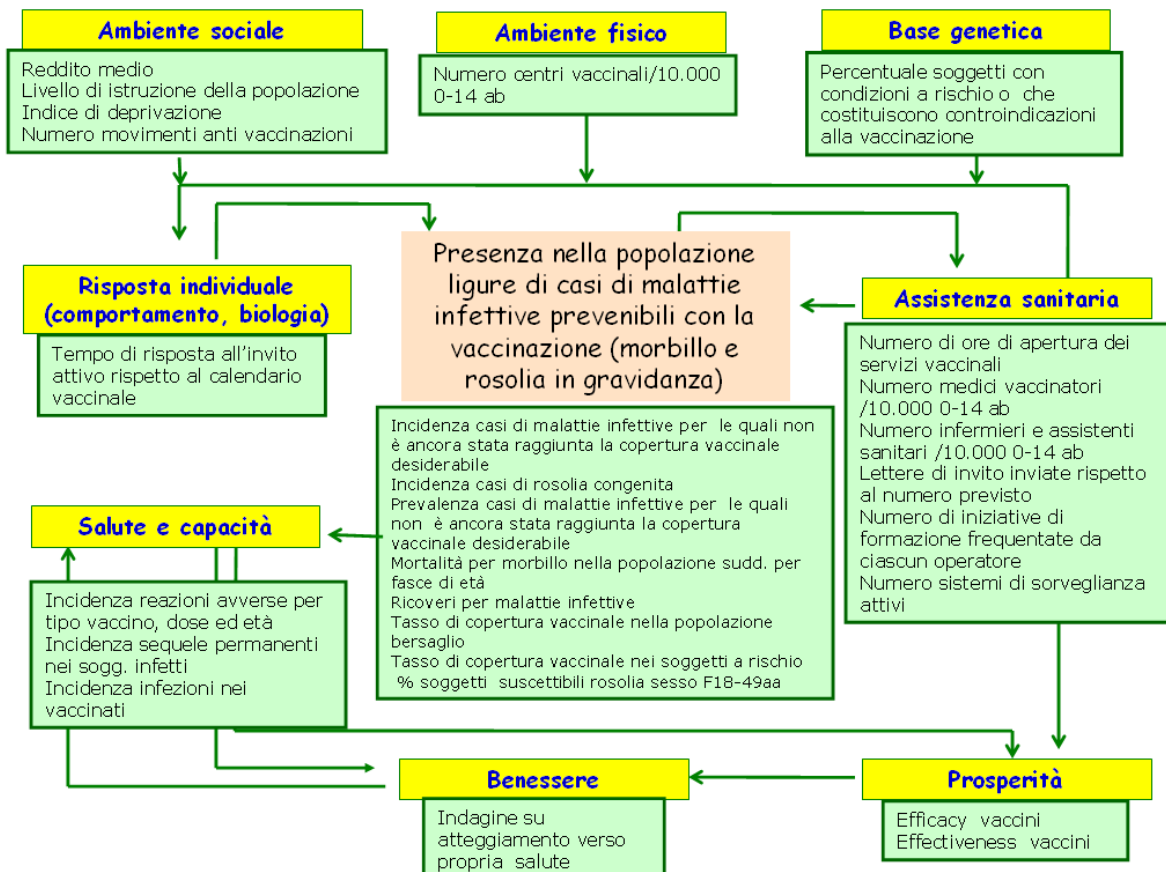 Ambiente sociale
Reddito medio
Livello di istruzione della popolazione
Indice di deprivazione
Numero movimenti anti vaccinazioni
Ambiente fisico
Numero centri vaccinali/10.000
0-14 ab
Base genetica
Percentuale soggetti con
condizioni a rischio o che
costituiscono controindicazioni
alla vaccinazione
Risposta individuale
(comportamento, biologia)
Tempo di risposta all'invito
attivo rispetto al calendario
vaccinale
Presenza nella popolazione
ligure di casi di malattie
infettive prevenibili con la
vaccinazione (morbillo e
rosolia in gravidanza)
Incidenza casi di malattie infettive per le quali non
è ancora stata raggiunta la copertura vaccinale
desiderabile
Incidenza casi di rosolia congenita
Prevalenza casi di malattie infettive per le quali
non è ancora stata raggiunta la copertura
vaccinale desiderabile
Mortalità per morbillo nella popolazione sudd. per
fasce di età
Ricoveri per malattie infettive
Tasso di copertura vaccinale nella popolazione
bersaglio
Tasso di copertura vaccinale nei soggetti a rischio
% soggetti suscettibili rosolia sesso F18-49aa
Assistenza sanitaria
Numero di ore di apertura dei
servizi vaccinali
Numero medici vaccinatori
/10.000 0-14 ab
Numero infermieri e assistenti
sanitari /10.000 0-14 ab
Lettere di invito inviate rispetto
al numero previsto
Numero di iniziative di
formazione frequentate da
ciascun operatore
Numero sistemi di sorveglianza
attivi
Salute e capacità
Incidenza reazioni avverse per
tipo vaccino, dose ed età
Incidenza sequele permanenti
nei sogg. infetti
Incidenza infezioni nei
vaccinati
Benessere
Indagine su
atteggiamento verso
propria salute
Prosperità
Efficacy vaccini
Effectiveness vaccini